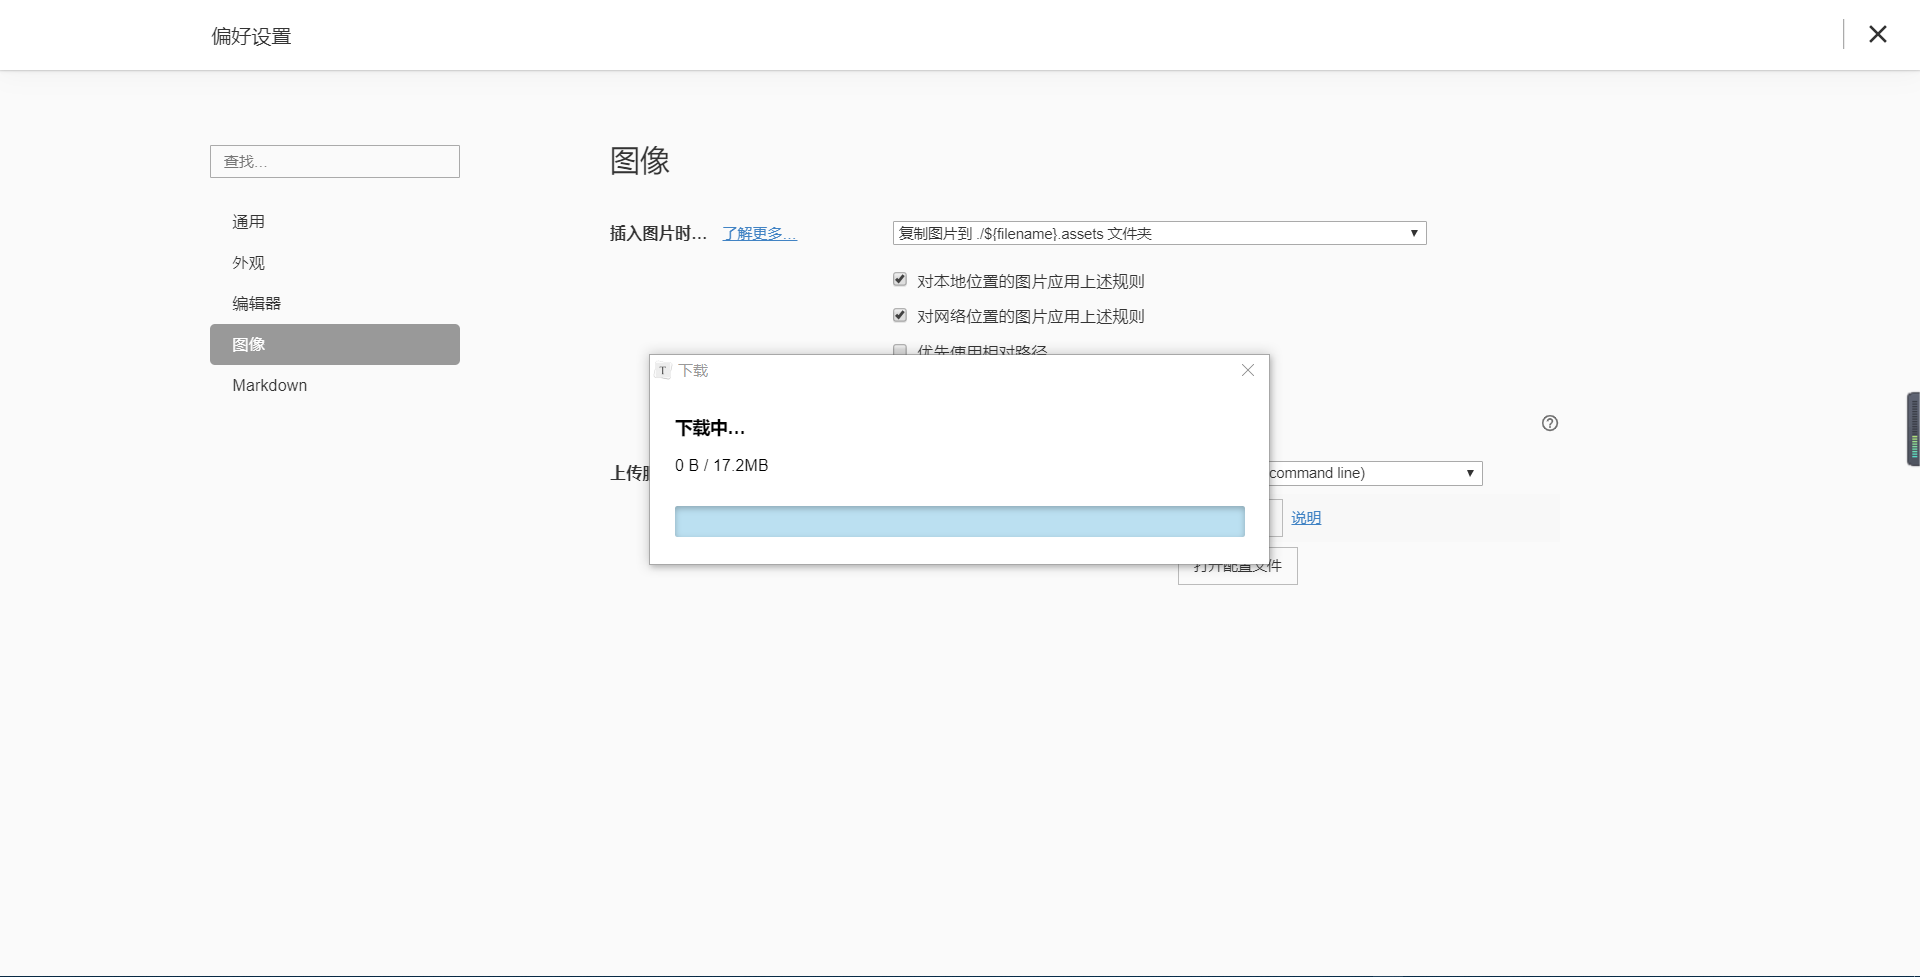 偏好设置
查找...
通用
外观
编辑器
图像
Markdown
图像
插入图片时... 了解更多...
复制图片到 ./${filename}.assets 文件夹
对本地位置的图片应用上述规则
对网络位置的图片应用上述规则
优先使用相对路径
T 下载
下载中...
0 B / 17.2MB
上传
command line)
说明
打开配置文件